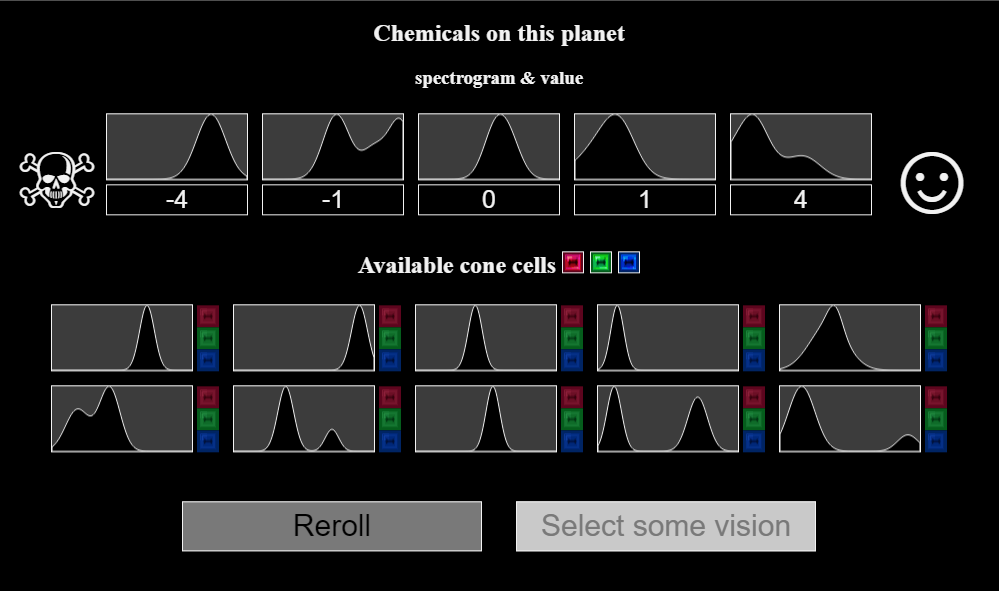 Chemicals on this planet
spectrogram & value
-4 -1 0 1 4
Available cone cells
Reroll Select some vision